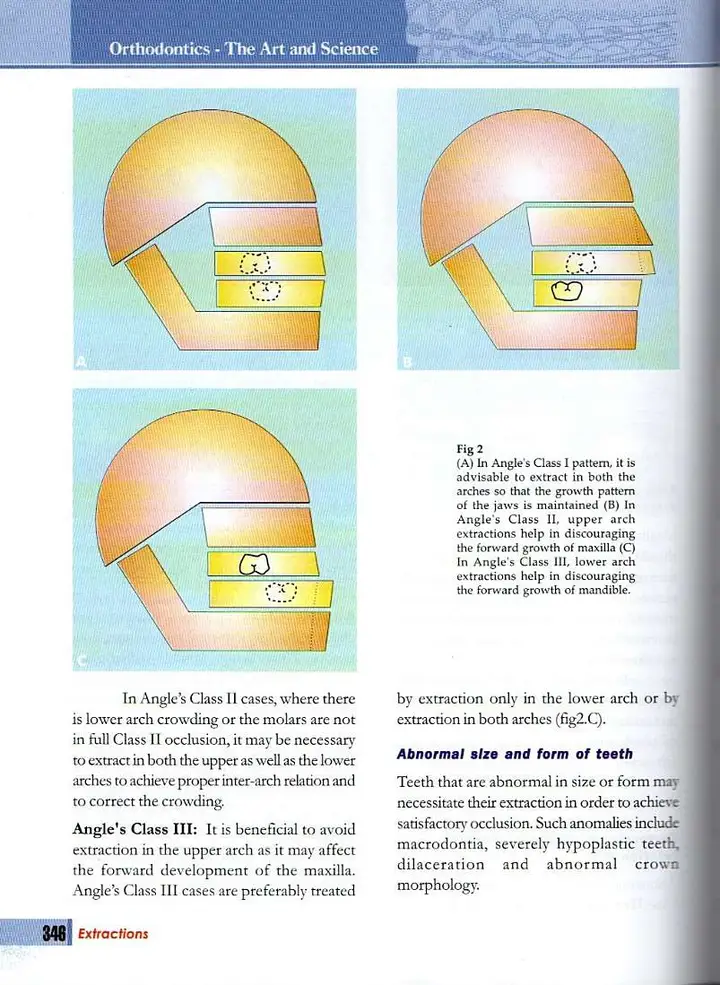 Orthodontics - The Art and Science
A
B
C
Fig 2
(A) In Angle's Class I pattern, it is
advisable to extract in both the
arches so that the growth pattern
of the jaws is maintained (B) In
Angle's Class II, upper arch
extractions help in discouraging
the forward growth of maxilla (C)
In Angle's Class III, lower arch
extractions help in discouraging
the forward growth of mandible.
In Angle's Class II cases, where there
is lower arch crowding or the molars are not
in full Class II occlusion, it may be necessary
to extract in both the upper as well as the lower
arches to achieve proper inter-arch relation and
to correct the crowding.
Angle's Class III: It is beneficial to avoid
extraction in the upper arch as it may affect
the forward development of the maxilla.
Angle's Class III cases are preferably treated
by extraction only in the lower arch or by
extraction in both arches (fig2.C).
Abnormal size and form of teeth
Teeth that are abnormal in size or form may
necessitate their extraction in order to achieve
satisfactory occlusion. Such anomalies include
macrodontia, severely hypoplastic teeth,
dilaceration and abnormal crown
morphology.
346 Extractions